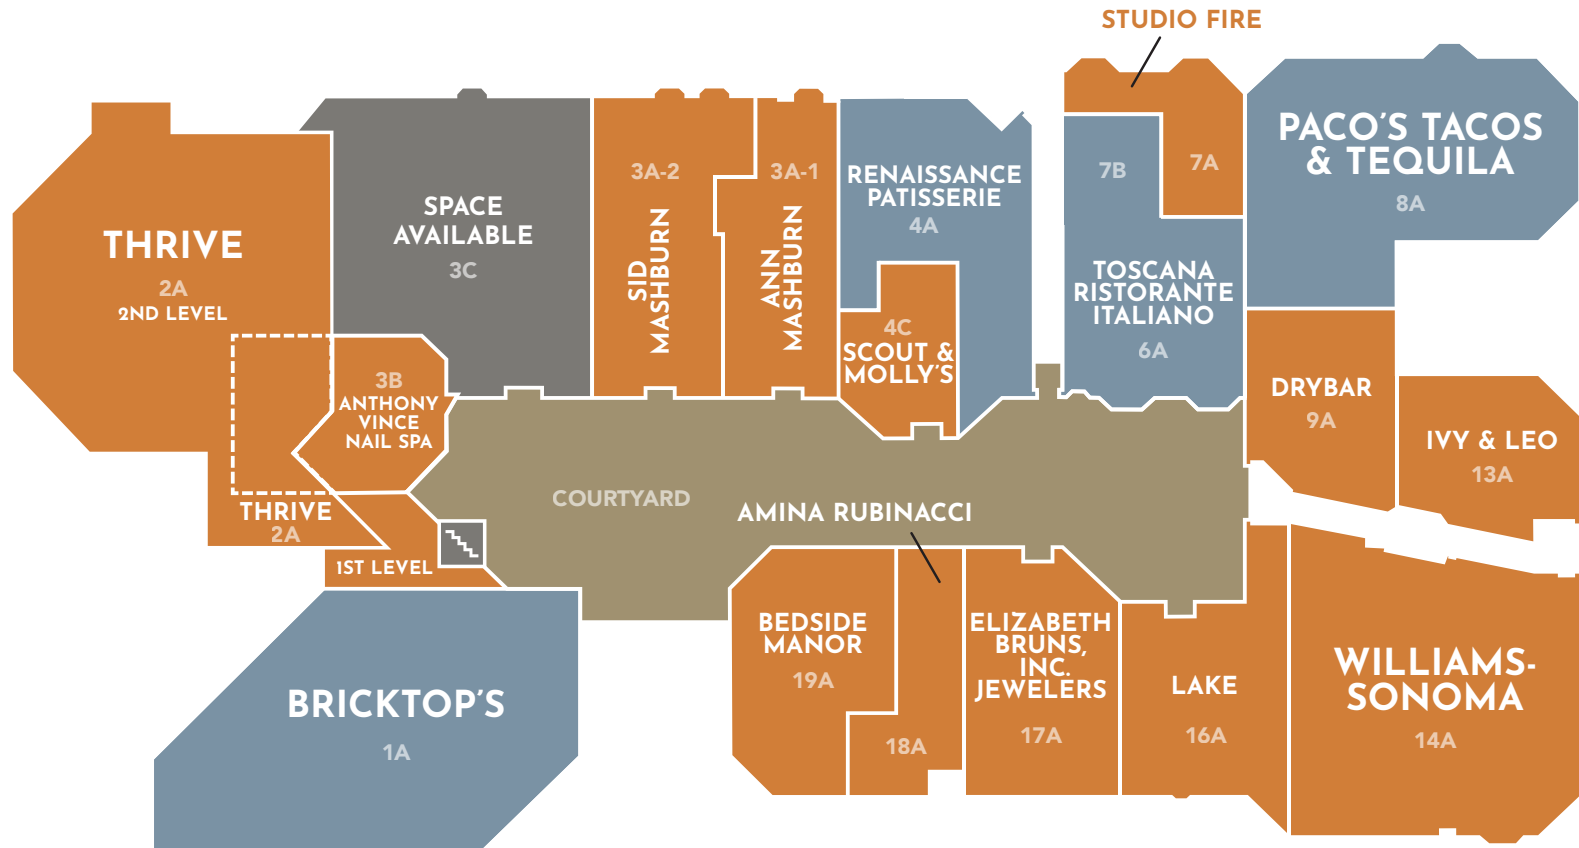 STUDIO FIRE
THRIVE
2A
2ND LEVEL
SPACE
AVAILABLE
3C
3A-2
SID
MASHBURN
3A-1
ANN
MASHBURN
RENAISSANCE
PATISSERIE
4A
4C
SCOUT &
MOLLY'S
7B
7A
TOSCANA
RISTORANTE
ITALIANO
6A
PACO'S TACOS
& TEQUILA
8A
3B
ANTHONY
VINCE
NAIL SPA
DRYBAR
9A
IVY & LEO
13A
THRIVE
2A
1ST LEVEL
COURTYARD
AMINA RUBINACCI
BRICKTOP'S
1A
BEDSIDE
MANOR
19A
18A
ELIZABETH
BRUNS,
INC.
JEWELERS
17A
LAKE
16A
WILLIAMS-
SONOMA
14A